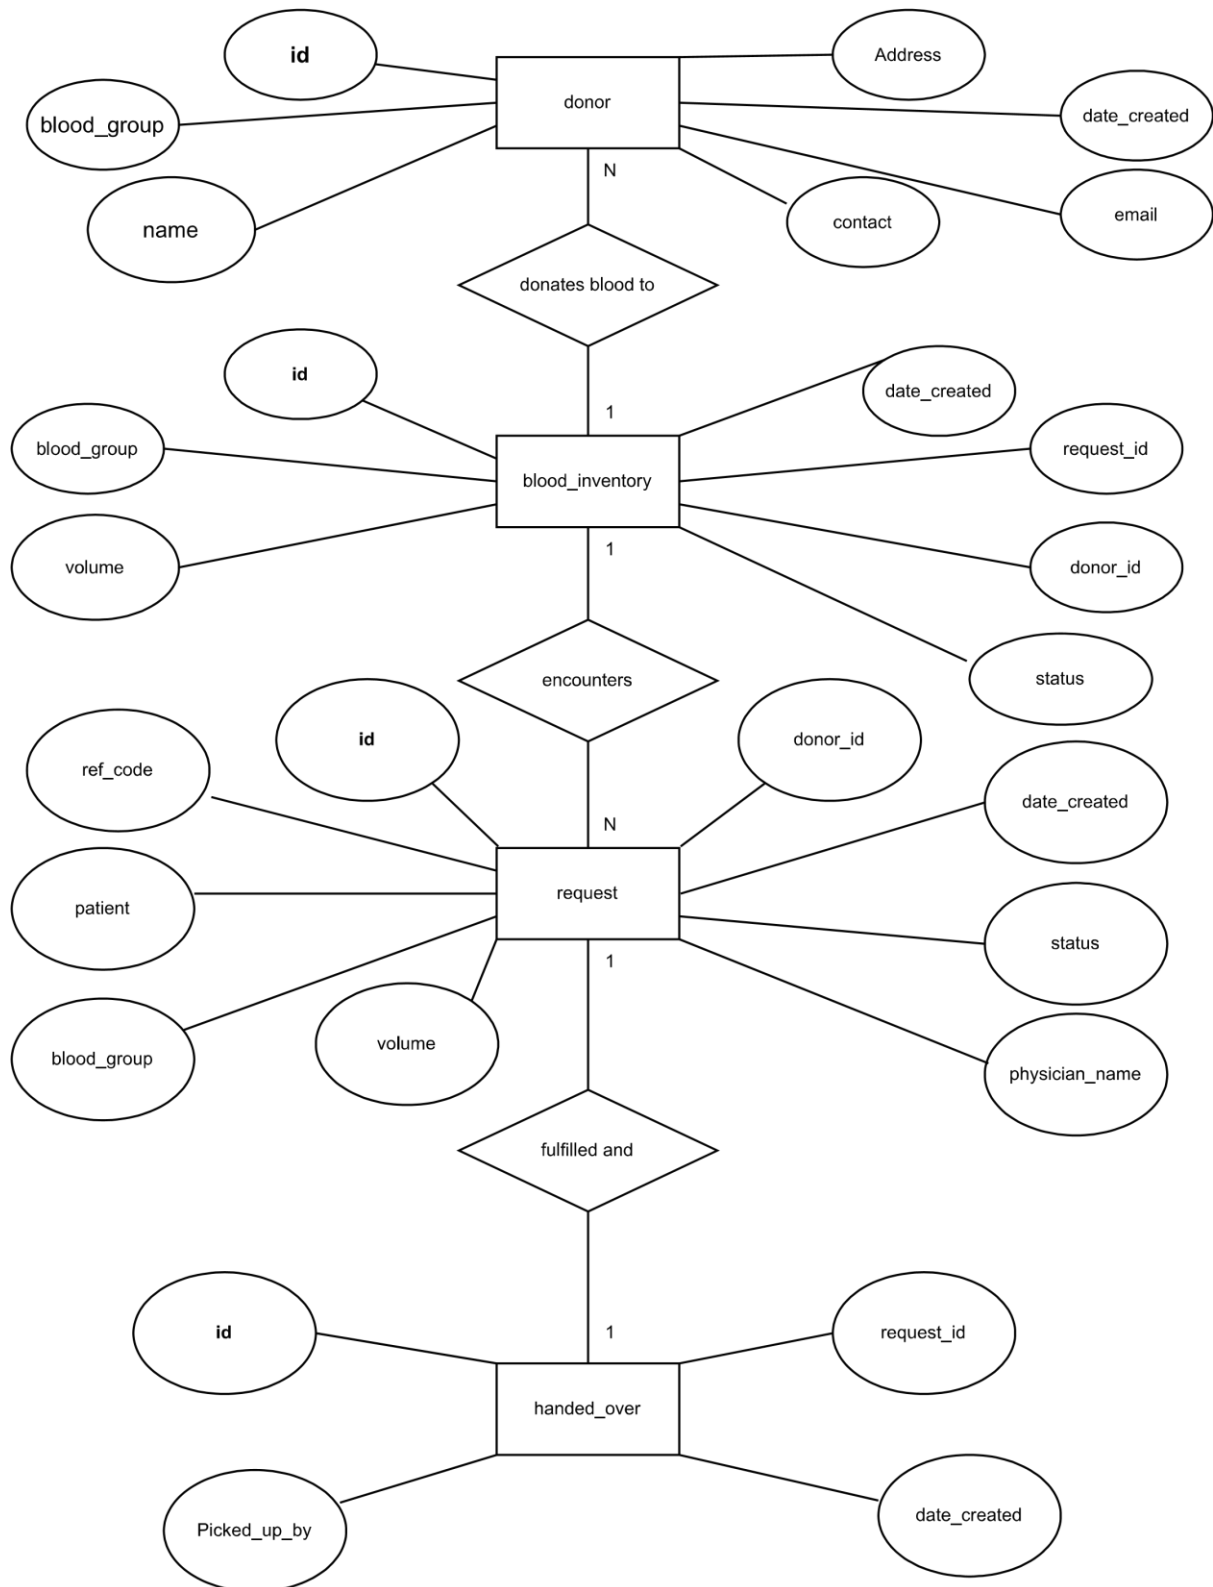 id
Address
donor
blood_group
date_created
name
N
contact
email
donates blood to
id
date_created
1
blood_group
request_id
blood_inventory
1
volume
donor_id
encounters
status
id
donor_id
ref_code
date_created
N
request
patient
status
1
volume
blood_group
physician_name
fulfilled and
id
1
request_id
handed_over
Picked_up_by
date_created